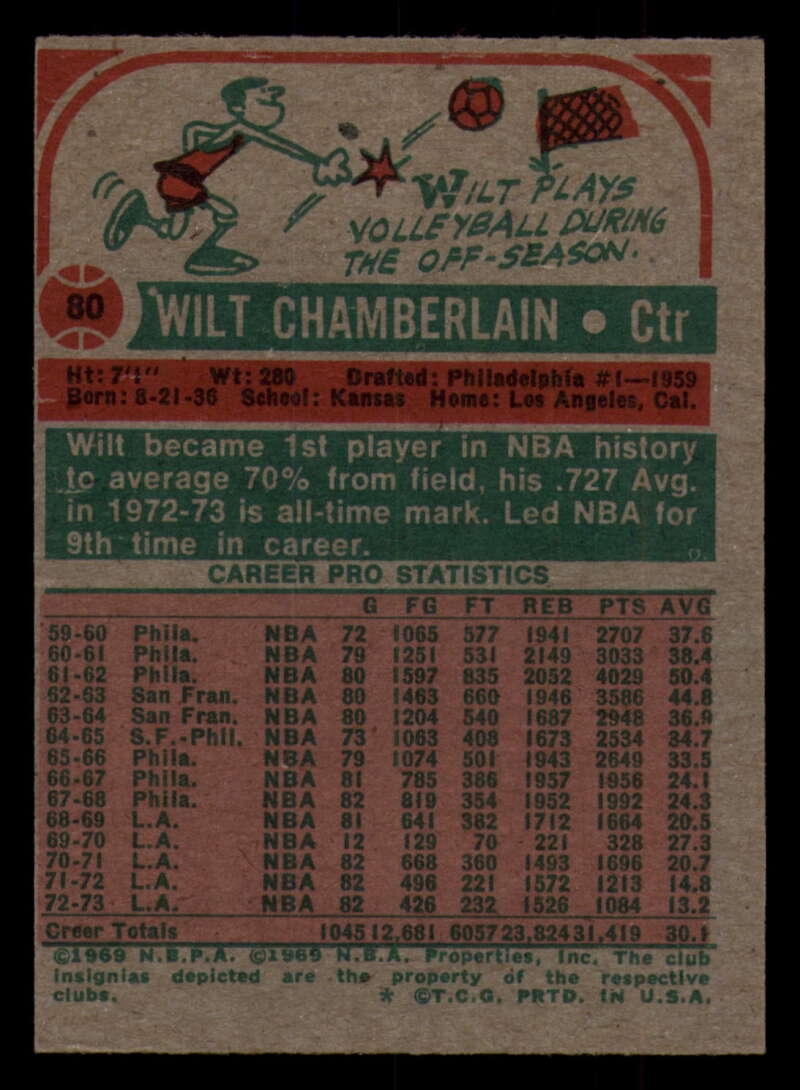 WILT PLAYS
VOLLEYBALL DURING
THE OFF-SEASON.
80
WILT CHAMBERLAIN • Ctr
Ht: 7'1" Wt: 280 Drafted: Philadelphia #1—1959
Born: 8-21-36 School: Kansas Home: Los Angeles, Cal.
Wilt became 1st player in NBA history
to average 70% from field, his .727 Avg.
in 1972-73 is all-time mark. Led NBA for
9th time in career.
CAREER PRO STATISTICS
G FG FT REB PTS AVG
59-60 Phila. NBA 72 1065 577 1941 2707 37.6
60-61 Phila. NBA 79 1251 531 2149 3033 38.4
61-62 Phila. NBA 80 1597 835 2052 4029 50.4
62-63 San Fran. NBA 80 1463 660 1946 3586 44.8
63-64 San Fran. NBA 80 1204 540 1687 2948 36.9
64-65 S.F.-Phil. NBA 73 1063 408 1673 2534 34.7
65-66 Phila. NBA 79 1074 501 1943 2649 33.5
66-67 Phila. NBA 81 785 386 1957 1956 24.1
67-68 Phila. NBA 82 819 354 1952 1992 24.3
68-69 L.A. NBA 81 641 382 1712 1664 20.5
69-70 L.A. NBA 12 129 70 221 328 27.3
70-71 L.A. NBA 82 668 360 1493 1696 20.7
71-72 L.A. NBA 82 496 221 1572 1213 14.8
72-73 L.A. NBA 82 426 232 1526 1084 13.2
Creer Totals 1045 12,681 6057 23,824 31,419 30.1
©1969 N.B.P.A. ©1969 N.B.A. Properties, Inc. The club
insignias depicted are the property of the respective
clubs. * ©T.C.G. PRTD. IN U.S.A.